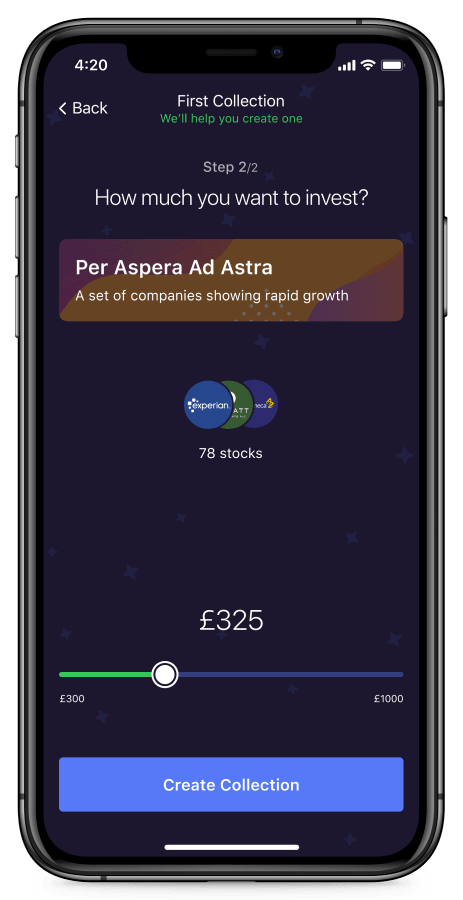 4:20
Back
First Collection
We'll help you create one
Step 2/2
How much you want to invest?
Per Aspera Ad Astra
A set of companies showing rapid growth
experian
78 stocks
£325
£300
£1000
Create Collection